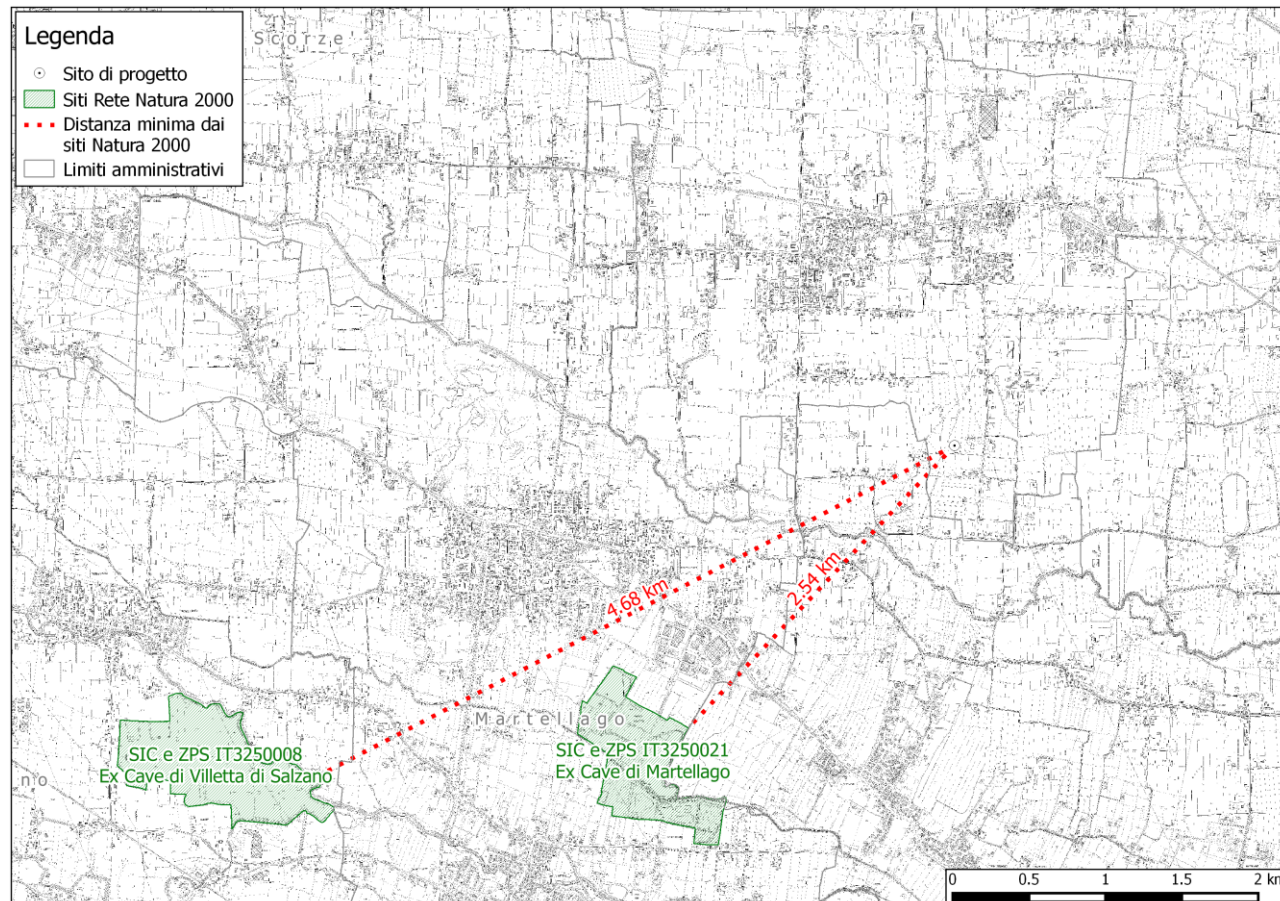 Legenda
Sito di progetto
Siti Rete Natura 2000
Distanza minima dai
siti Natura 2000
Limiti amministrativi
Scorze
4.68 km
2.54 km
Martellago
SIC e ZPS IT3250008
Ex Cave di Villetta di Salzano
SIC e ZPS IT3250021
Ex Cave di Martellago
no
0 0.5 1 1.5 2 km